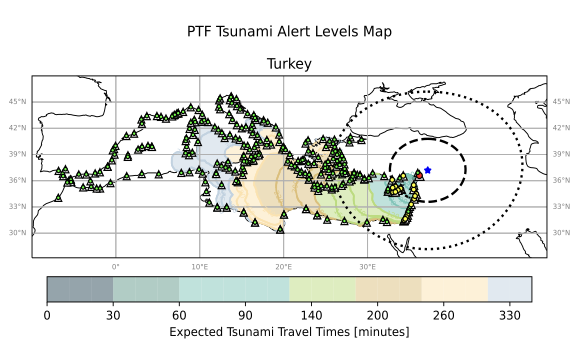 PTF Tsunami Alert Levels Map
Turkey
45°N 45°N
42°N 42°N
39°N 39°N
36°N 36°N
33°N 33°N
30°N 30°N
0° 10°E 20°E 30°E
0 30 60 90 140 200 260 330
Expected Tsunami Travel Times [minutes]